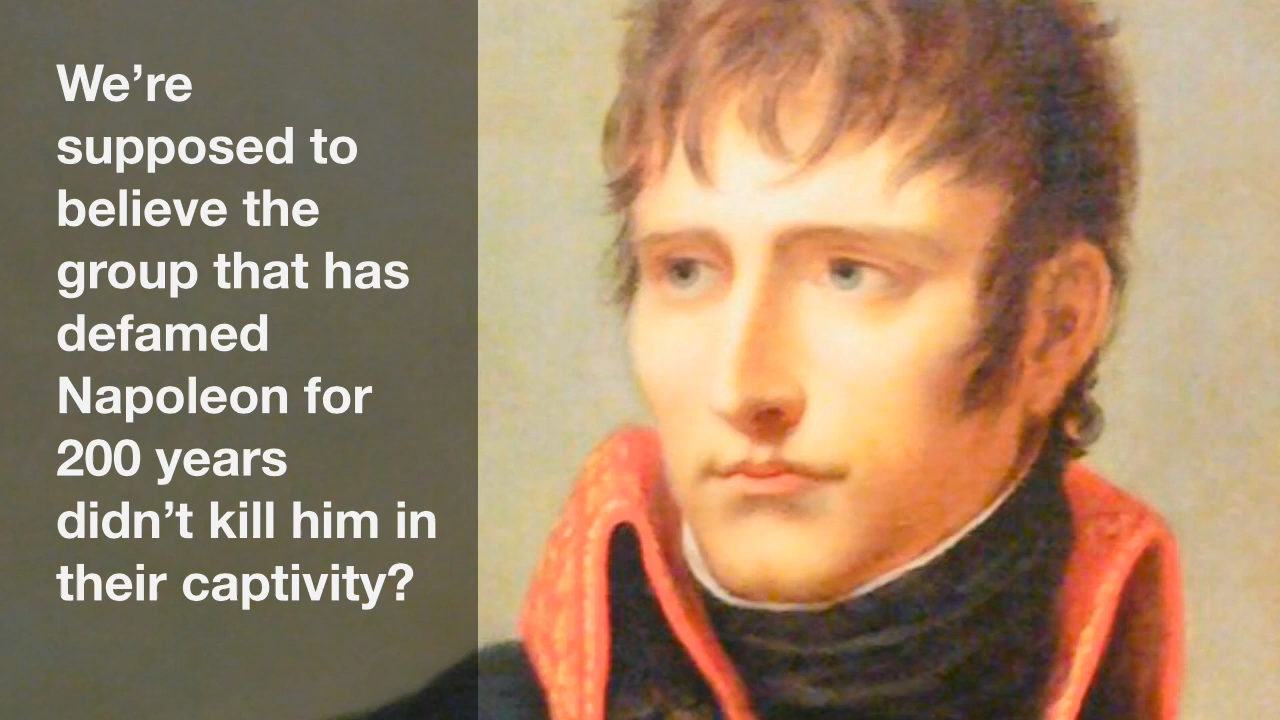 We’re
supposed to
believe the
group that has
defamed
Napoleon for
200 years
didn’t kill him in
their captivity?